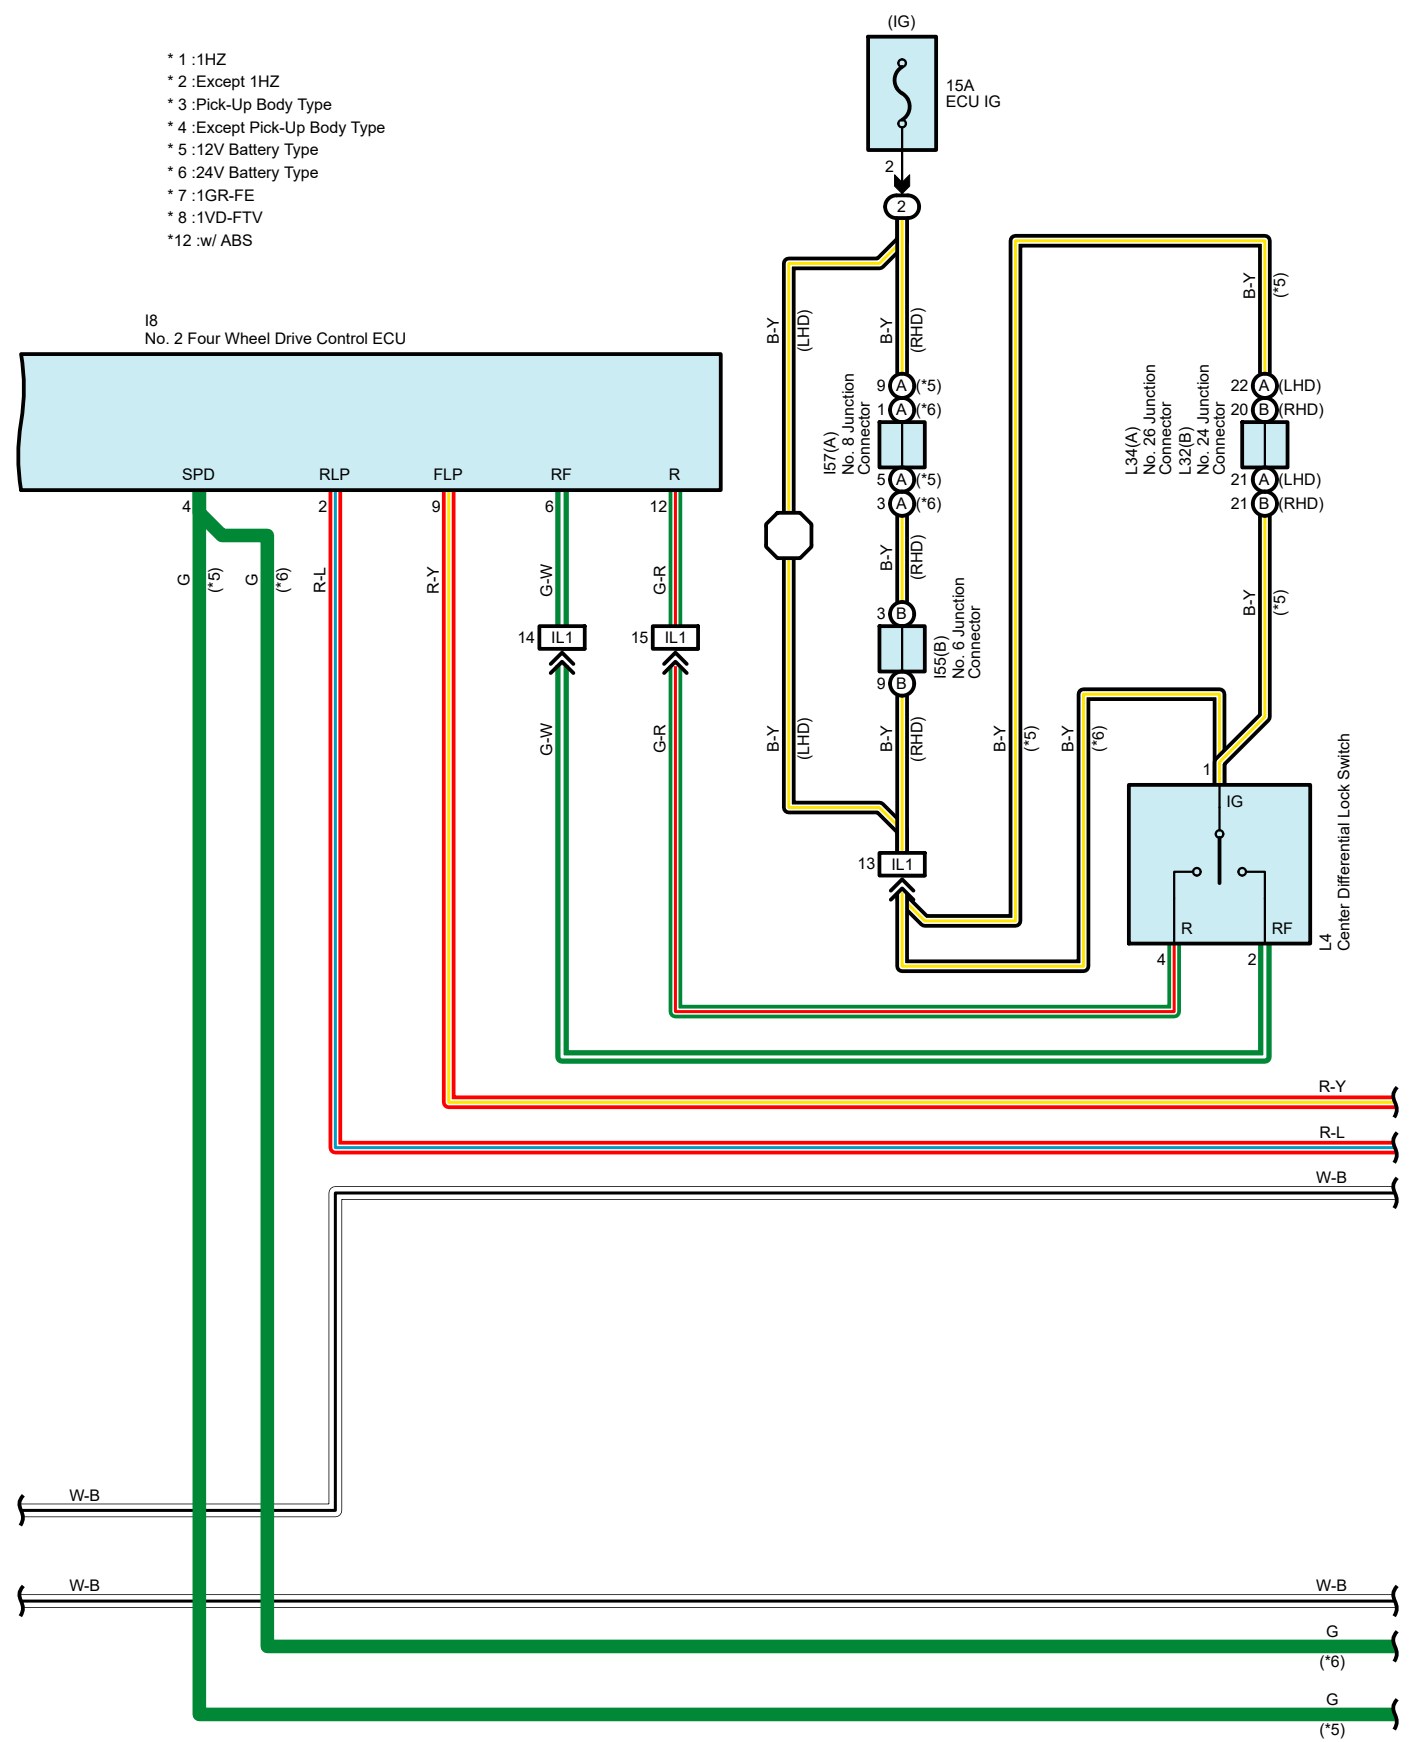 (IG)
15A
ECU IG
2
2
* 1 :1HZ
* 2 :Except 1HZ
* 3 :Pick-Up Body Type
* 4 :Except Pick-Up Body Type
* 5 :12V Battery Type
* 6 :24V Battery Type
* 7 :1GR-FE
* 8 :1VD-FTV
*12 :w/ ABS
I8
No. 2 Four Wheel Drive Control ECU
SPD
RLP
FLP
RF
R
4
2
9
6
12
G
(*5)
G
(*6)
R-L
R-Y
G-W
G-R
14
IL1
15
IL1
G-W
G-R
B-Y
(LHD)
B-Y
(RHD)
9 A (*5)
1 A (*6)
I57(A)
No. 8 Junction
Connector
5 A (*5)
3 A (*6)
B-Y
(RHD)
3 B
I55(B)
No. 6 Junction
Connector
9 B
B-Y
(LHD)
B-Y
(RHD)
13
IL1
B-Y
(*5)
B-Y
(*6)
B-Y
(*5)
22 A (LHD)
20 B (RHD)
L34(A)
No. 26 Junction
Connector
L32(B)
No. 24 Junction
Connector
21 A (LHD)
21 B (RHD)
B-Y
(*5)
1
IG
R
RF
4
2
L4
Center Differential Lock Switch
R-Y
R-L
W-B
W-B
W-B
W-B
G
(*6)
G
(*5)